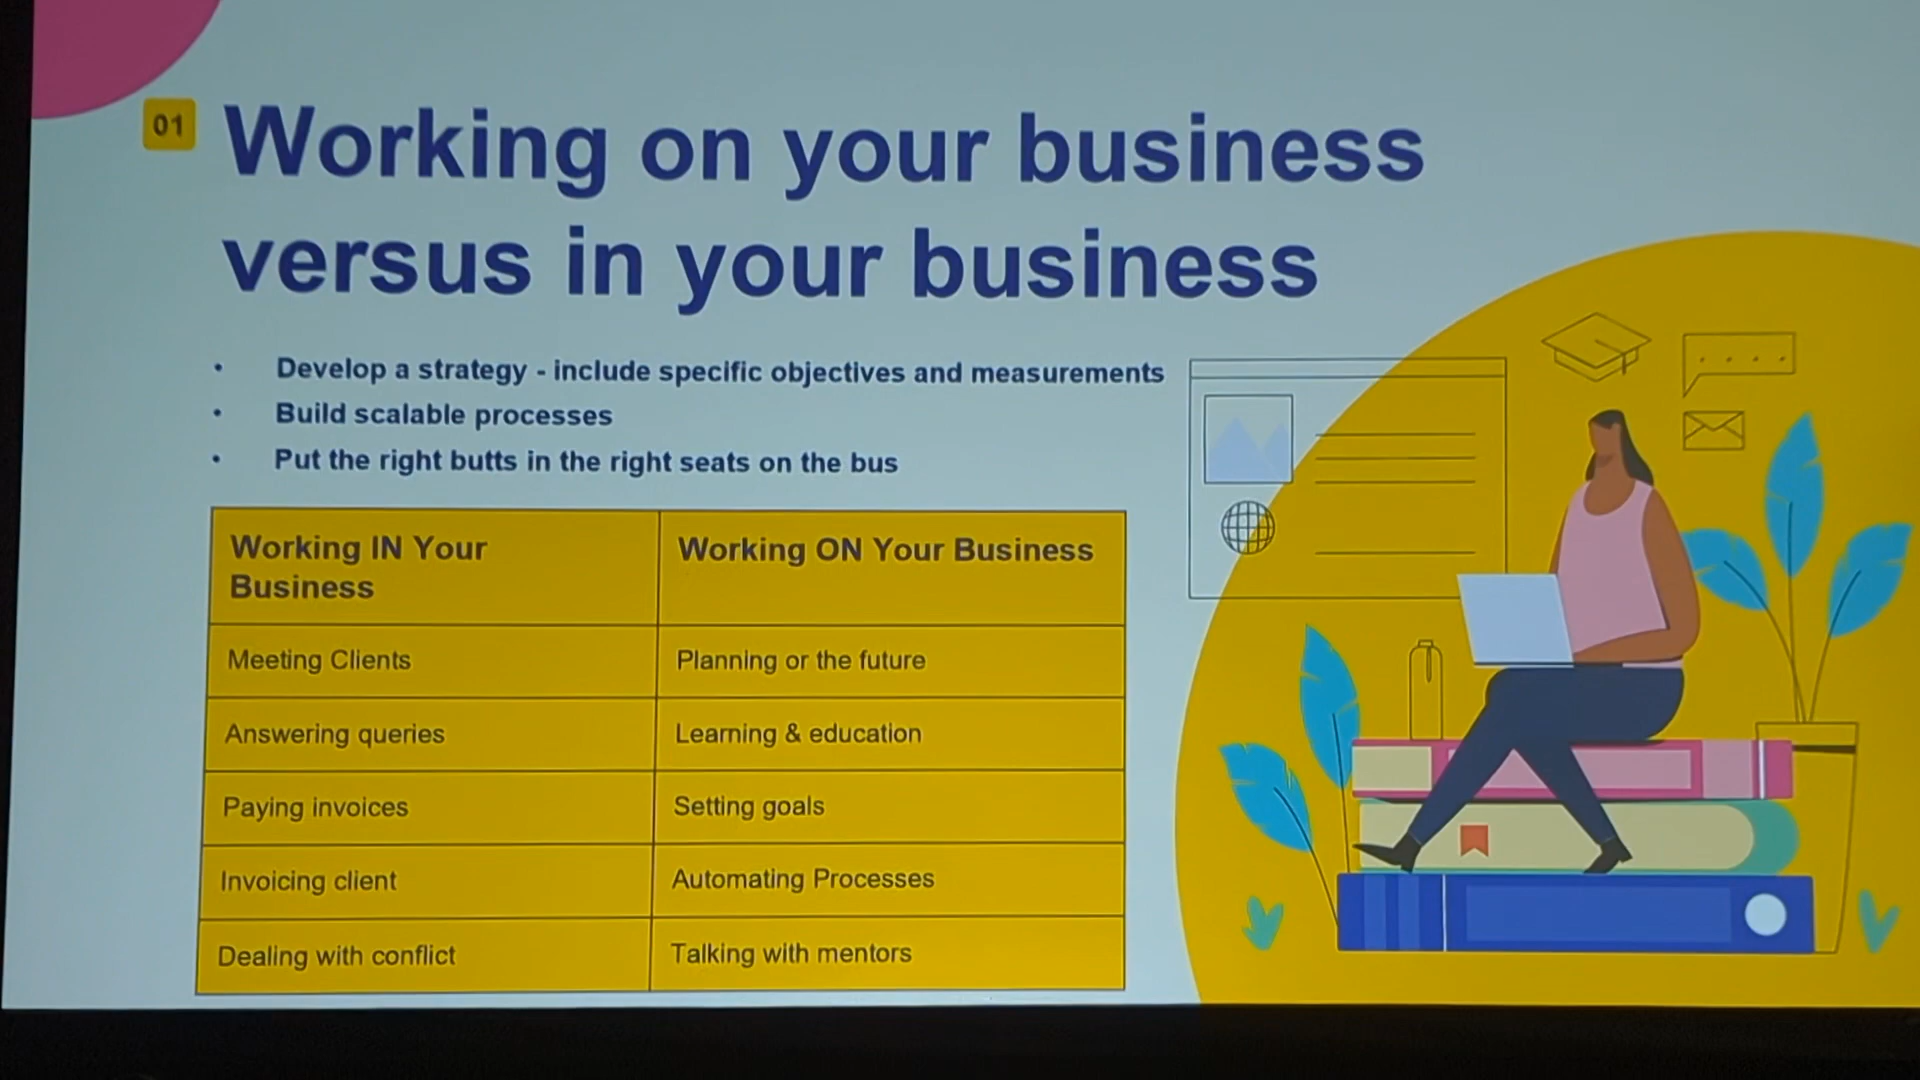 01
Working on your business
versus in your business
• Develop a strategy - include specific objectives and measurements
• Build scalable processes
• Put the right butts in the right seats on the bus
Working IN Your
Business
Working ON Your Business
Meeting Clients
Planning or the future
Answering queries
Learning & education
Paying invoices
Setting goals
Invoicing client
Automating Processes
Dealing with conflict
Talking with mentors